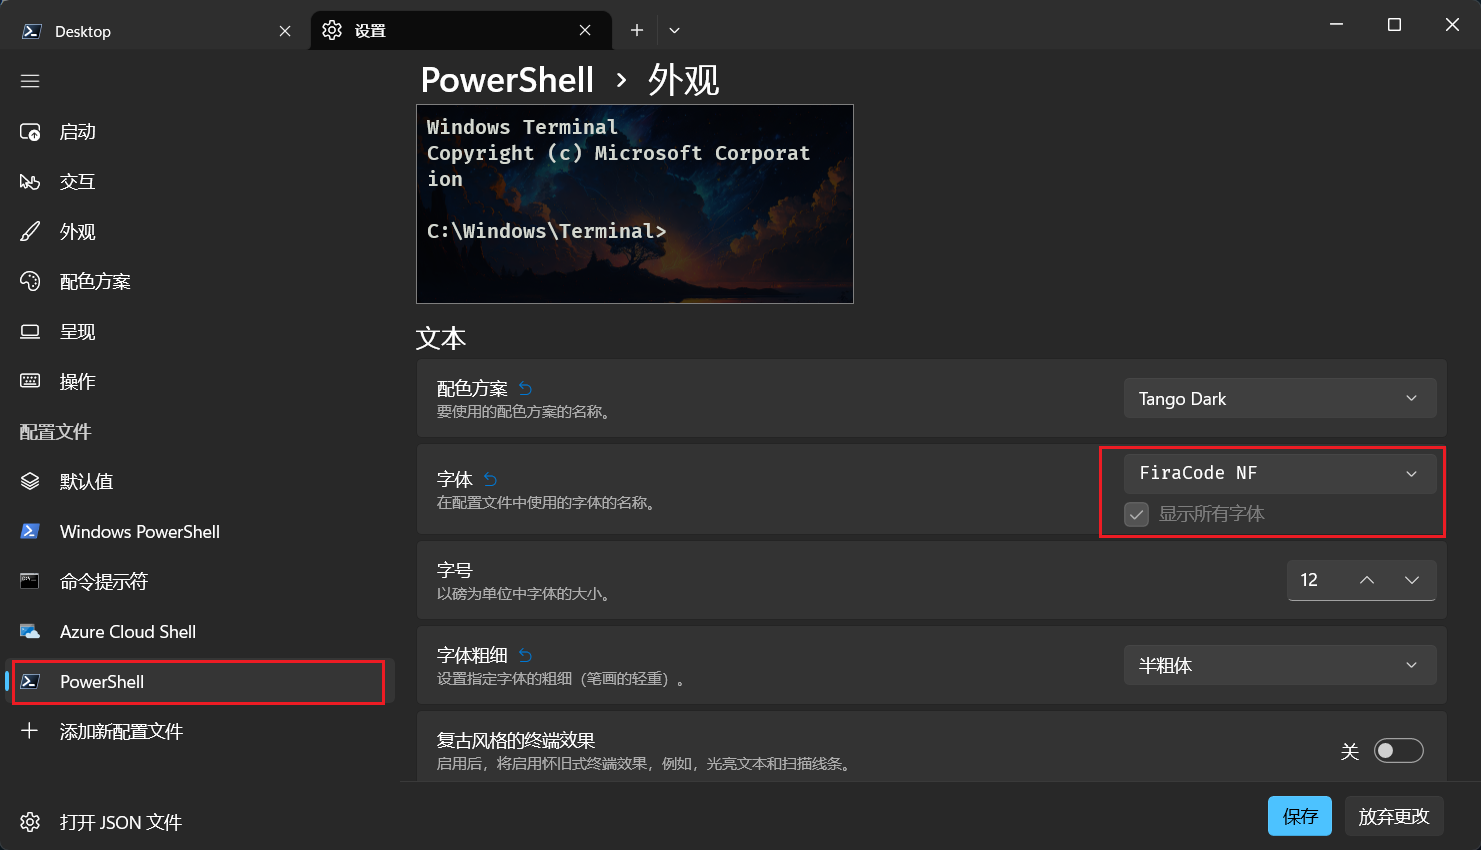 Desktop
设置
启动
交互
外观
配色方案
呈现
操作
配置文件
默认值
Windows PowerShell
命令提示符
Azure Cloud Shell
PowerShell
添加新配置文件
打开 JSON 文件
PowerShell › 外观
Windows Terminal
Copyright (c) Microsoft Corporat
ion
C:\Windows\Terminal>
文本
配色方案
要使用的配色方案的名称。
Tango Dark
字体
在配置文件中使用的字体的名称。
FiraCode NF
显示所有字体
字号
以磅为单位中字体的大小。
12
字体粗细
设置指定字体的粗细（笔画的轻重）。
半粗体
复古风格的终端效果
启用后，将启用怀旧式终端效果，例如，光亮文本和扫描线条。
关
保存
放弃更改